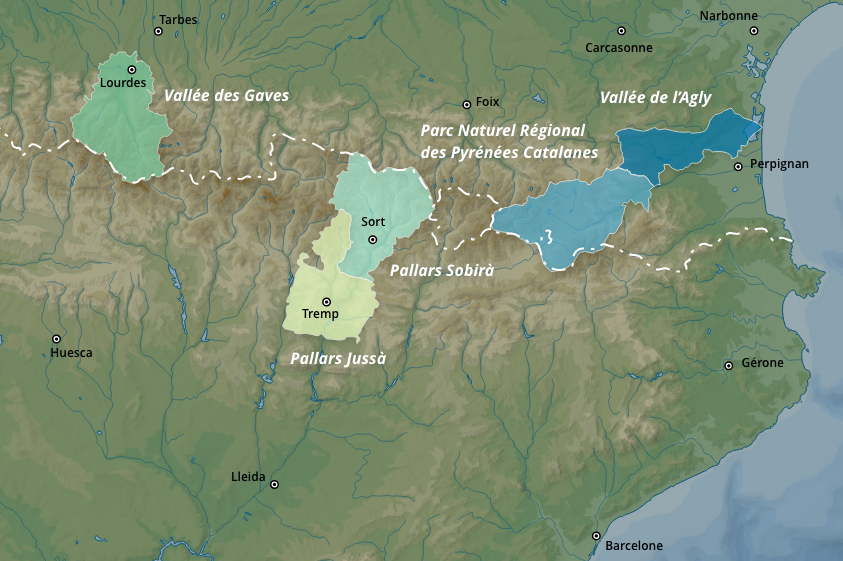 Tarbes
Narbonne
Carcasonne
Lourdes
Vallée des Gaves
Foix
Vallée de l’Agly
Parc Naturel Régional
des Pyrénées Catalanes
Perpignan
Sort
Pallars Sobirà
Tremp
Huesca
Pallars Jussà
Gérone
Lleida
Barcelone